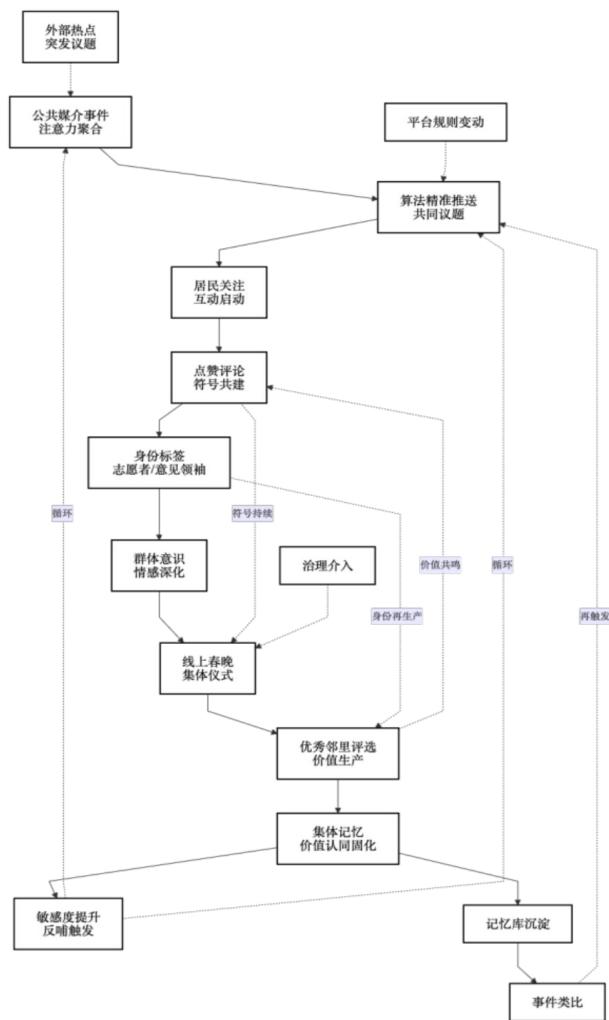 外部热点
突发议题
公共媒介事件
注意力聚合
平台规则变动
算法精准推送
共同议题
居民关注
互动启动
点赞评论
符号共建
身份标签
志愿者/意见领袖
循环
符号持续
价值共鸣
循环
群体意识
情感深化
治理介入
身份再生产
再触发
线上春晚
集体仪式
优秀邻里评选
价值生产
集体记忆
价值认同固化
敏感度提升
反哺触发
记忆库沉淀
事件类比